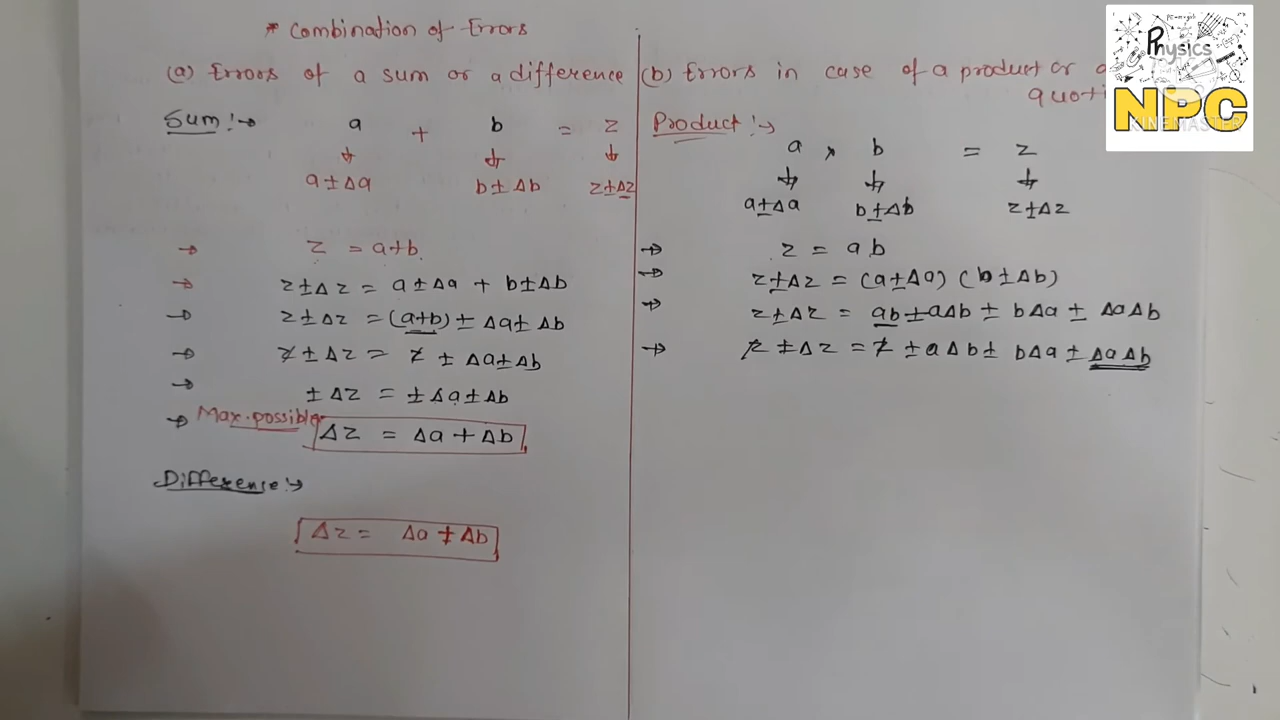 * Combination of Errors
(a) Errors of a sum or a difference
Sum :→
a + b = z
a ± Δa b ± Δb z ± Δz
→ z = a+b
→ z ± Δz = a ± Δa + b ± Δb
→ z ± Δz = (a+b) ± Δa ± Δb
→ z ± Δz = z ± Δa ± Δb
→ ± Δz = ± Δa ± Δb
→ Max. possible Δz = Δa + Δb
Difference :→
Δz = Δa + Δb
(b) Errors in case of a product or a
quoti
Product :→
a × b = z
a ± Δa b ± Δb z ± Δz
→ z = ab
→ z ± Δz = (a ± Δa) (b ± Δb)
→ z ± Δz = ab ± aΔb ± bΔa ± ΔaΔb
→ z ± Δz = z ± aΔb ± bΔa ± ΔaΔb
Physics
NPC
KINEMASTER